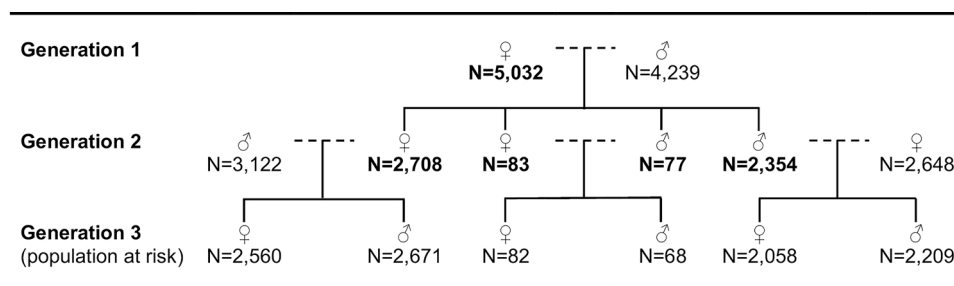 Generation 1 ♀ ♂
N=5,032 N=4,239
Generation 2 ♂ ♀ ♀ ♂ ♂ ♀
N=3,122 N=2,708 N=83 N=77 N=2,354 N=2,648
Generation 3 ♀ ♂ ♀ ♂ ♀ ♂
(population at risk) N=2,560 N=2,671 N=82 N=68 N=2,058 N=2,209